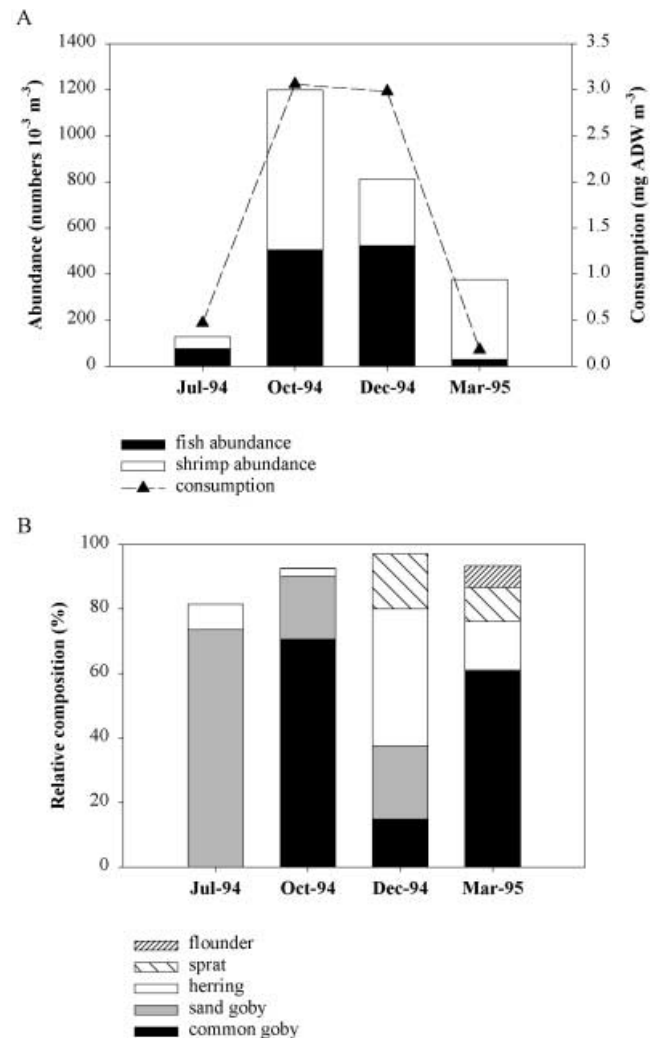 A
1400
1200
1000
800
600
400
200
0
Abundance (numbers 10⁻³ m⁻³)
3.5
3.0
2.5
2.0
1.5
1.0
0.5
0.0
Consumption (mg ADW m⁻³)
Jul-94 Oct-94 Dec-94 Mar-95
fish abundance
shrimp abundance
consumption
B
100
80
60
40
20
0
Relative composition (%)
Jul-94 Oct-94 Dec-94 Mar-95
flounder
sprat
herring
sand goby
common goby